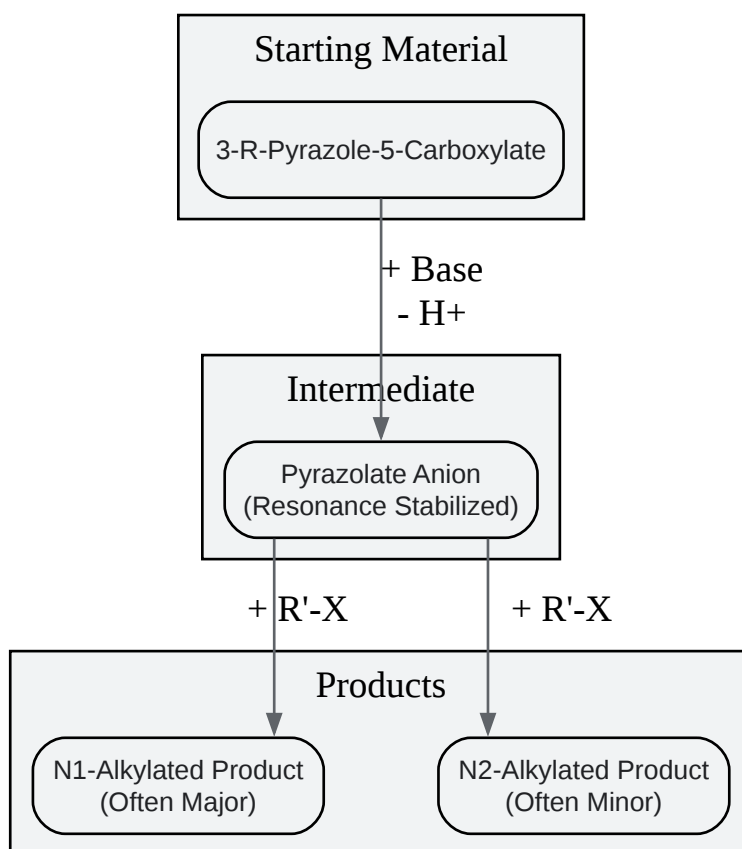 Starting Material
3-R-Pyrazole-5-Carboxylate
+ Base
- H+
Intermediate
Pyrazolate Anion
(Resonance Stabilized)
+ R'-X
+ R'-X
Products
N1-Alkylated Product
(Often Major)
N2-Alkylated Product
(Often Minor)